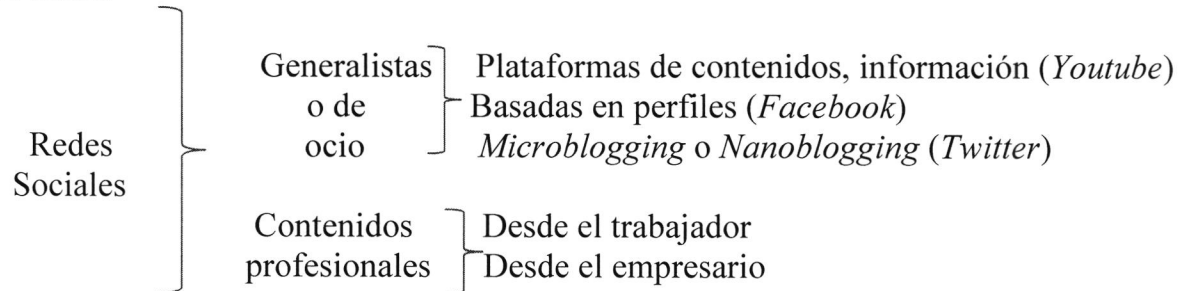 Generalistas
o de
ocio
Plataformas de contenidos, información (Youtube)
Basadas en perfiles (Facebook)
Microblogging o Nanoblogging (Twitter)
Redes
Sociales
Contenidos
profesionales
Desde el trabajador
Desde el empresario